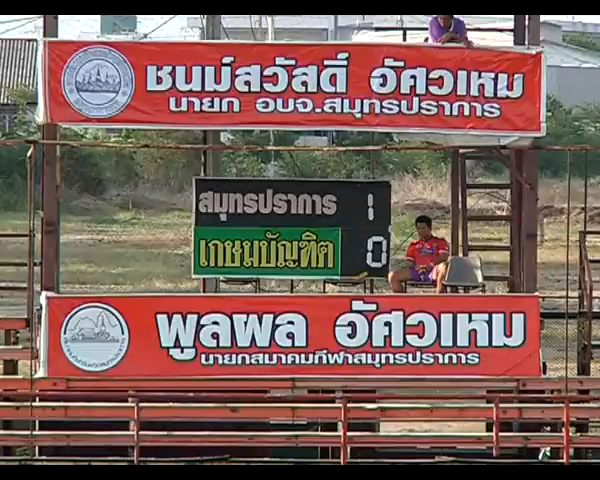 ชนม์สวัสดิ์ อัศวเหม
นายก อบจ.สมุทรปราการ
สมุทรปราการ 1
เกษมบัณฑิต 0
พูลผล อัศวเหม
นายกสมาคมกีฬาสมุทรปราการ